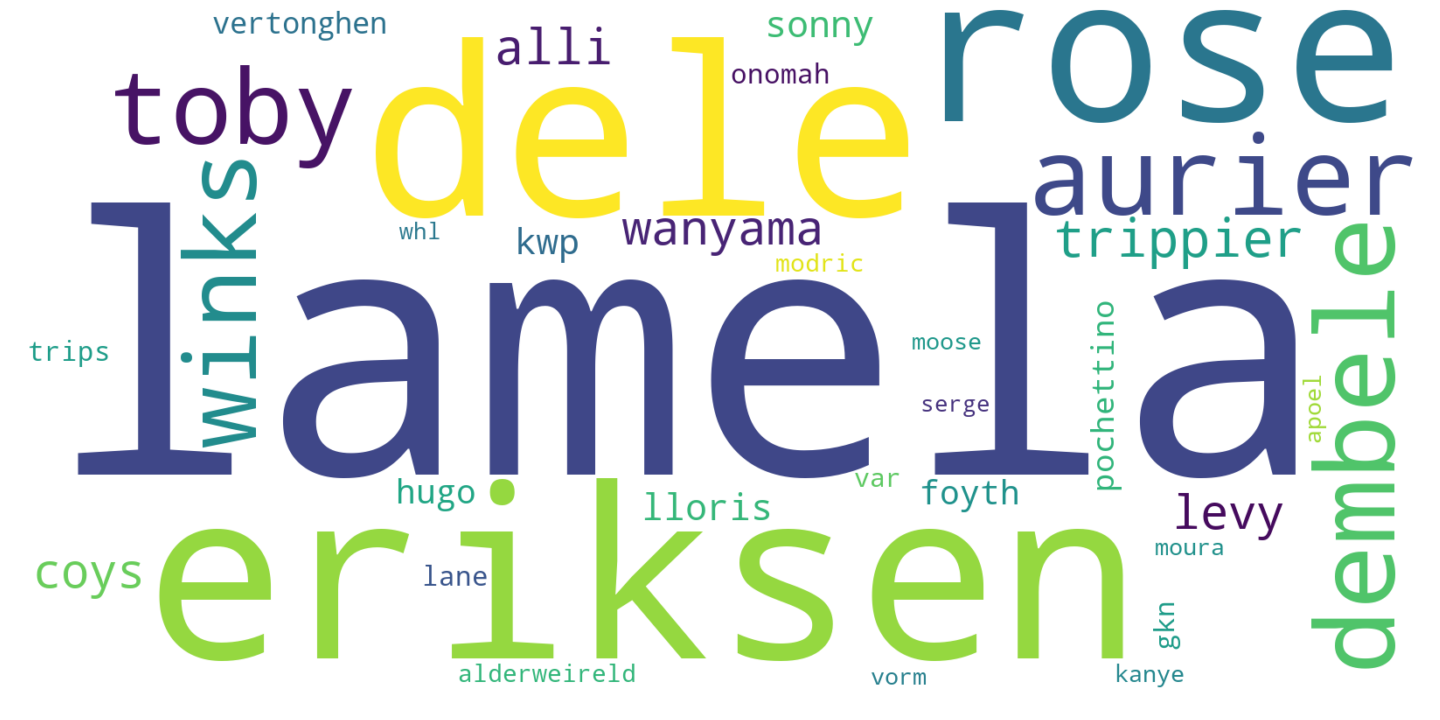 vertonghen
sonny
rose
alli
dele
onomah
toby
aurier
winks
whl
kwp
wanyama
trippier
modric
dembele
lamela
trips
moose
pochettino
serge
apoel
hugo
var
lloris
foyth
levy
eriksen
coys
lane
moura
gkn
alderweireld
vorm
kanye